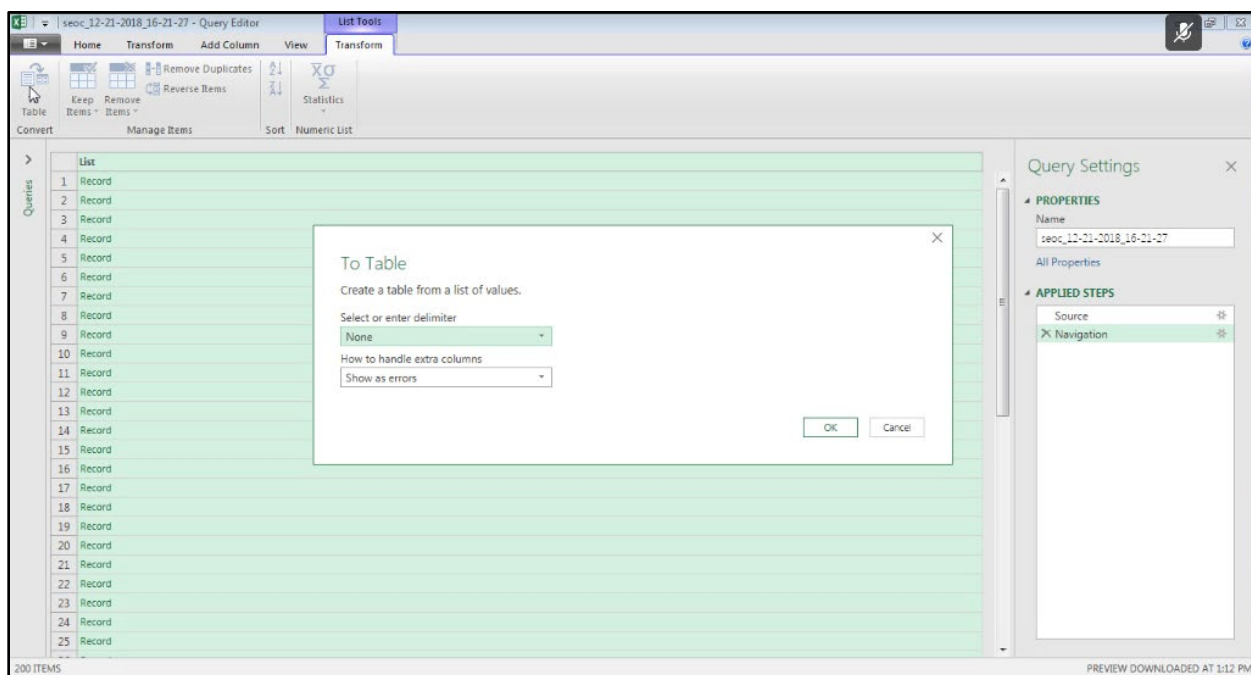 seoc_12-21-2018_16-21-27 - Query Editor
List Tools
Home Transform Add Column View Transform
Table
Keep Items
Remove Items
Remove Duplicates
Reverse Items
Statistics
Convert Manage Items Sort Numeric List
Queries
List
1 Record
2 Record
3 Record
4 Record
5 Record
6 Record
7 Record
8 Record
9 Record
10 Record
11 Record
12 Record
13 Record
14 Record
15 Record
16 Record
17 Record
18 Record
19 Record
20 Record
21 Record
22 Record
23 Record
24 Record
25 Record
To Table
Create a table from a list of values.
Select or enter delimiter
None
How to handle extra columns
Show as errors
OK Cancel
Query Settings
PROPERTIES
Name
seoc_12-21-2018_16-21-27
All Properties
APPLIED STEPS
Source
Navigation
200 ITEMS
PREVIEW DOWNLOADED AT 1:12 PM